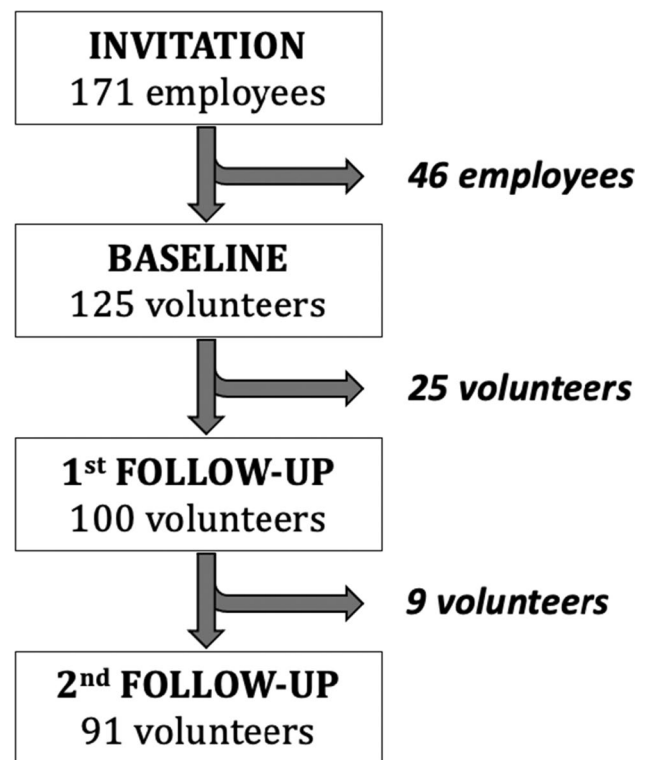 INVITATION
171 employees
46 employees
BASELINE
125 volunteers
25 volunteers
1st FOLLOW-UP
100 volunteers
9 volunteers
2nd FOLLOW-UP
91 volunteers